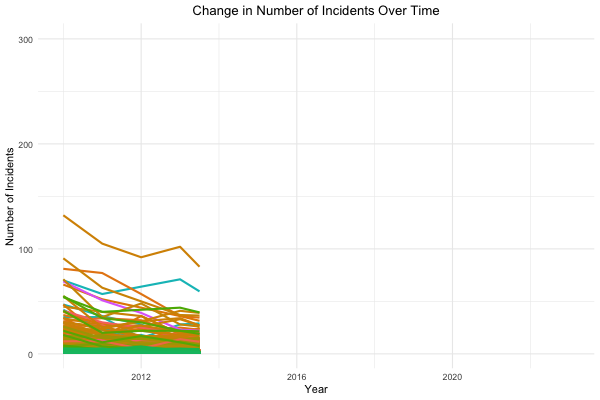 Change in Number of Incidents Over Time
Number of Incidents
300
200
100
0
2012
2016
2020
Year